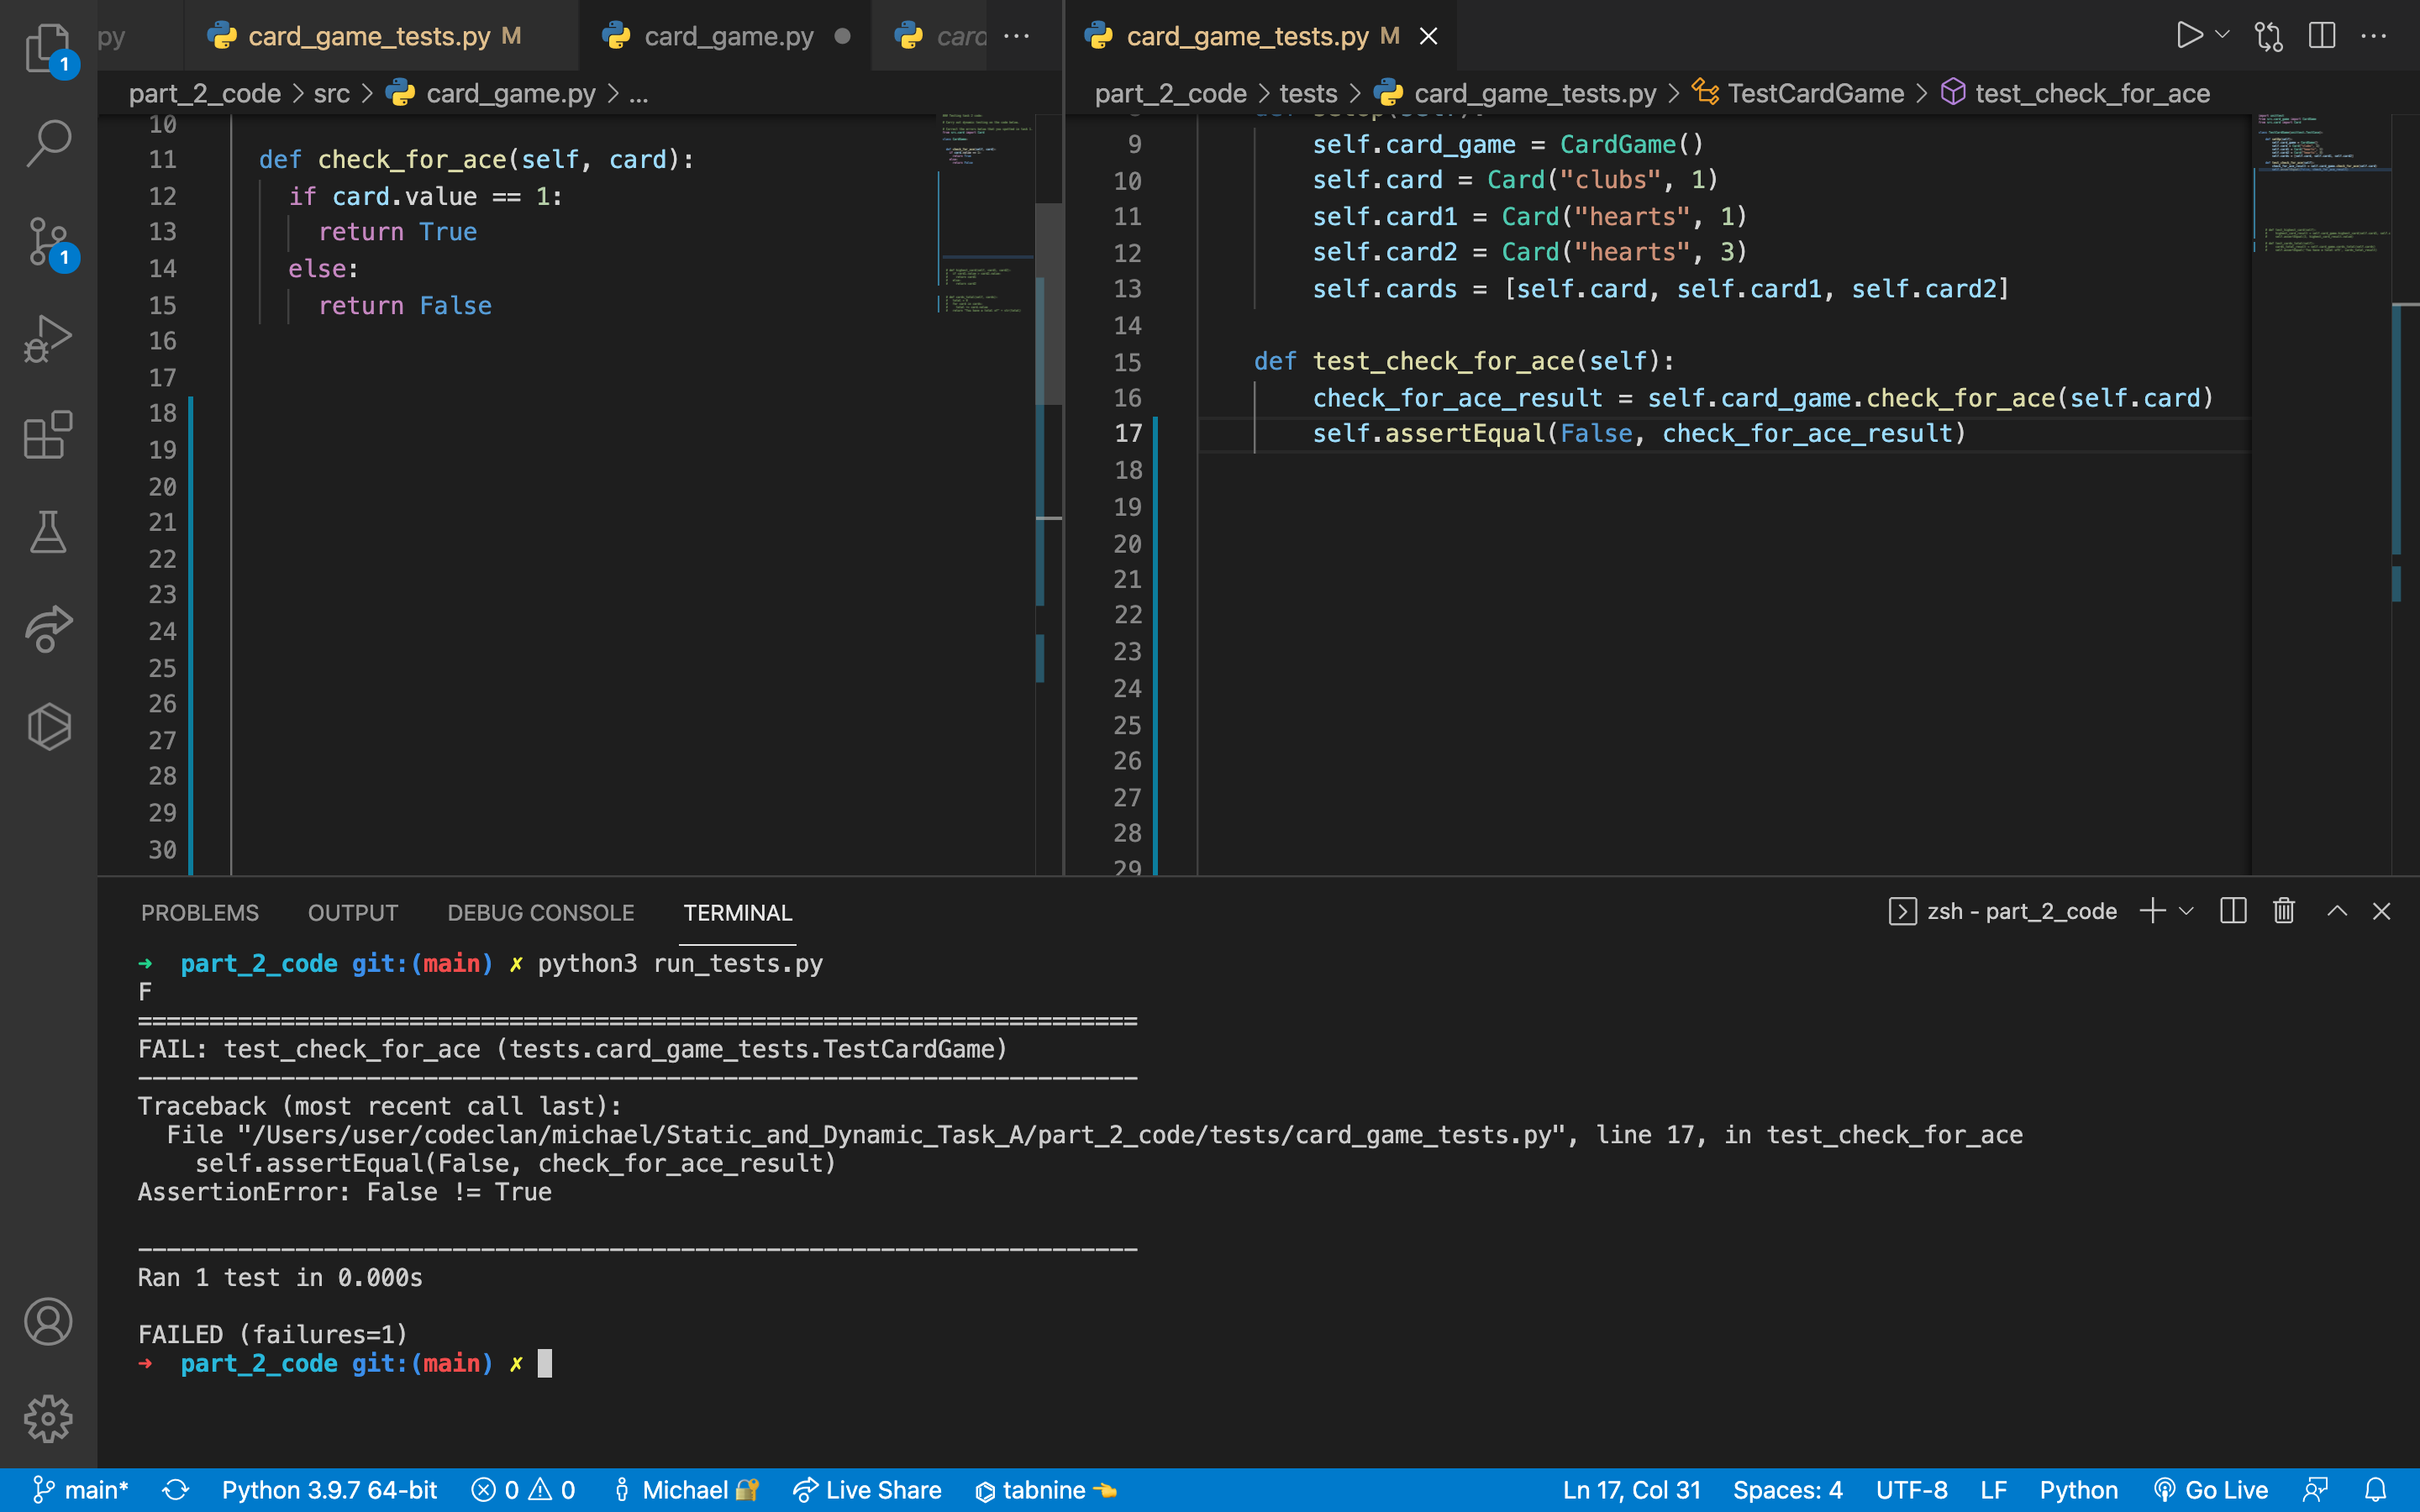 py
card_game_tests.py M
card_game.py
card
card_game_tests.py M
part_2_code > src > card_game.py > ...
part_2_code > tests > card_game_tests.py > TestCardGame > test_check_for_ace
10
11 def check_for_ace(self, card):
12 if card.value == 1:
13 return True
14 else:
15 return False
16
17
18
19
20
21
22
23
24
25
26
27
28
29
30
9 self.card_game = CardGame()
10 self.card = Card("clubs", 1)
11 self.card1 = Card("hearts", 1)
12 self.card2 = Card("hearts", 3)
13 self.cards = [self.card, self.card1, self.card2]
14
15 def test_check_for_ace(self):
16 check_for_ace_result = self.card_game.check_for_ace(self.card)
17 self.assertEqual(False, check_for_ace_result)
18
19
20
21
22
23
24
25
26
27
28
29
1
1
PROBLEMS OUTPUT DEBUG CONSOLE TERMINAL zsh - part_2_code
→ part_2_code git:(main) ✗ python3 run_tests.py
F
======================================================================
FAIL: test_check_for_ace (tests.card_game_tests.TestCardGame)
----------------------------------------------------------------------
Traceback (most recent call last):
File "/Users/user/codeclan/michael/Static_and_Dynamic_Task_A/part_2_code/tests/card_game_tests.py", line 17, in test_check_for_ace
self.assertEqual(False, check_for_ace_result)
AssertionError: False != True
----------------------------------------------------------------------
Ran 1 test in 0.000s
FAILED (failures=1)
→ part_2_code git:(main) ✗
main* Python 3.9.7 64-bit 0 0 Michael Live Share tabnine Ln 17, Col 31 Spaces: 4 UTF-8 LF Python Go Live